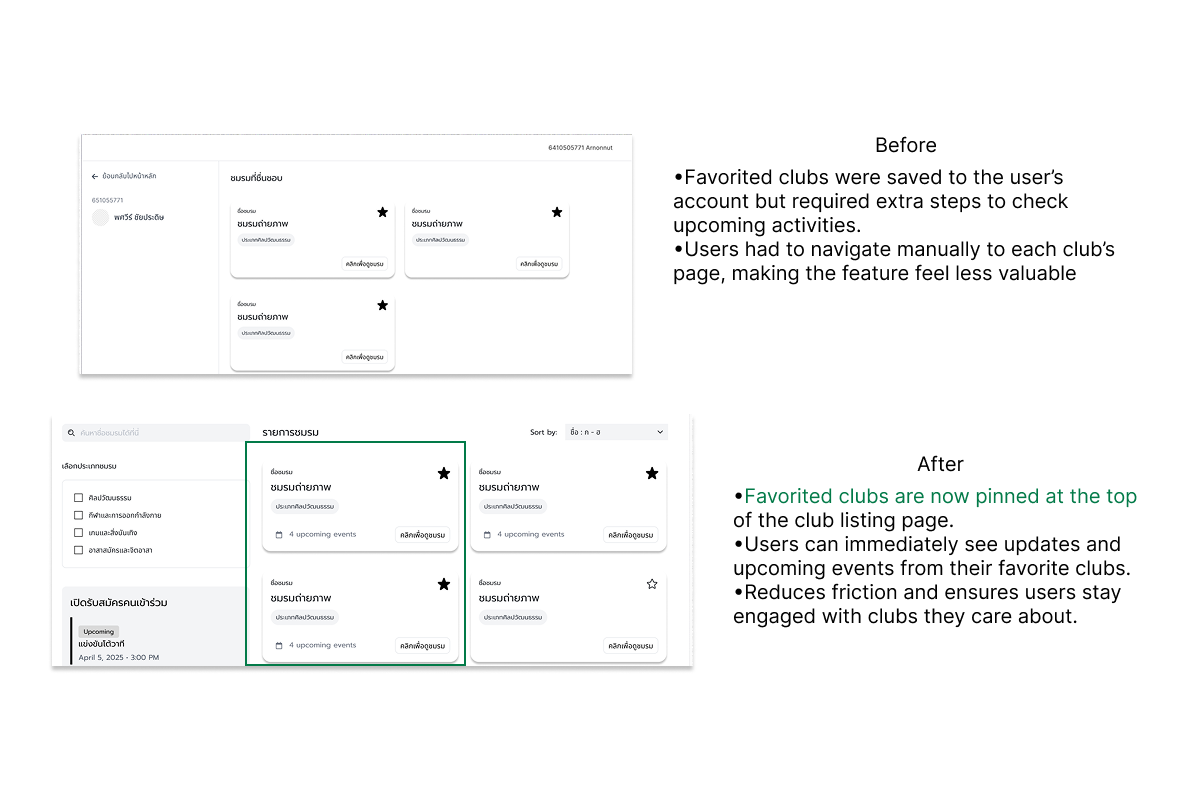 6410505771 Arnonnut
ย้อนกลับไปหน้าหลัก
651055771
พศวีร์ ชัยประดิษ
ชมรมที่ชื่นชอบ
ชื่อชมรม
ชมรมถ่ายภาพ
ประเภทศิลปวัฒนธรรม
คลิกเพื่อดูชมรม
ชื่อชมรม
ชมรมถ่ายภาพ
ประเภทศิลปวัฒนธรรม
คลิกเพื่อดูชมรม
ชื่อชมรม
ชมรมถ่ายภาพ
ประเภทศิลปวัฒนธรรม
คลิกเพื่อดูชมรม
Before
•Favorited clubs were saved to the user’s
account but required extra steps to check
upcoming activities.
•Users had to navigate manually to each club’s
page, making the feature feel less valuable
ค้นหาชื่อชมรมได้ที่นี่
เลือกประเภทชมรม
ศิลปวัฒนธรรม
กีฬาและการออกกำลังกาย
เกมและสิ่งบันเทิง
อาสาสมัครและจิตอาสา
เปิดรับสมัครคนเข้าร่วม
Upcoming
แข่งขันโต้วาที
April 5, 2025 - 3:00 PM
รายการชมรม
Sort by: ชื่อ : ก - ฮ
ชื่อชมรม
ชมรมถ่ายภาพ
ประเภทศิลปวัฒนธรรม
4 upcoming events
คลิกเพื่อดูชมรม
ชื่อชมรม
ชมรมถ่ายภาพ
ประเภทศิลปวัฒนธรรม
4 upcoming events
คลิกเพื่อดูชมรม
ชื่อชมรม
ชมรมถ่ายภาพ
ประเภทศิลปวัฒนธรรม
4 upcoming events
คลิกเพื่อดูชมรม
ชื่อชมรม
ชมรมถ่ายภาพ
ประเภทศิลปวัฒนธรรม
คลิกเพื่อดูชมรม
After
•Favorited clubs are now pinned at the top
of the club listing page.
•Users can immediately see updates and
upcoming events from their favorite clubs.
•Reduces friction and ensures users stay
engaged with clubs they care about.